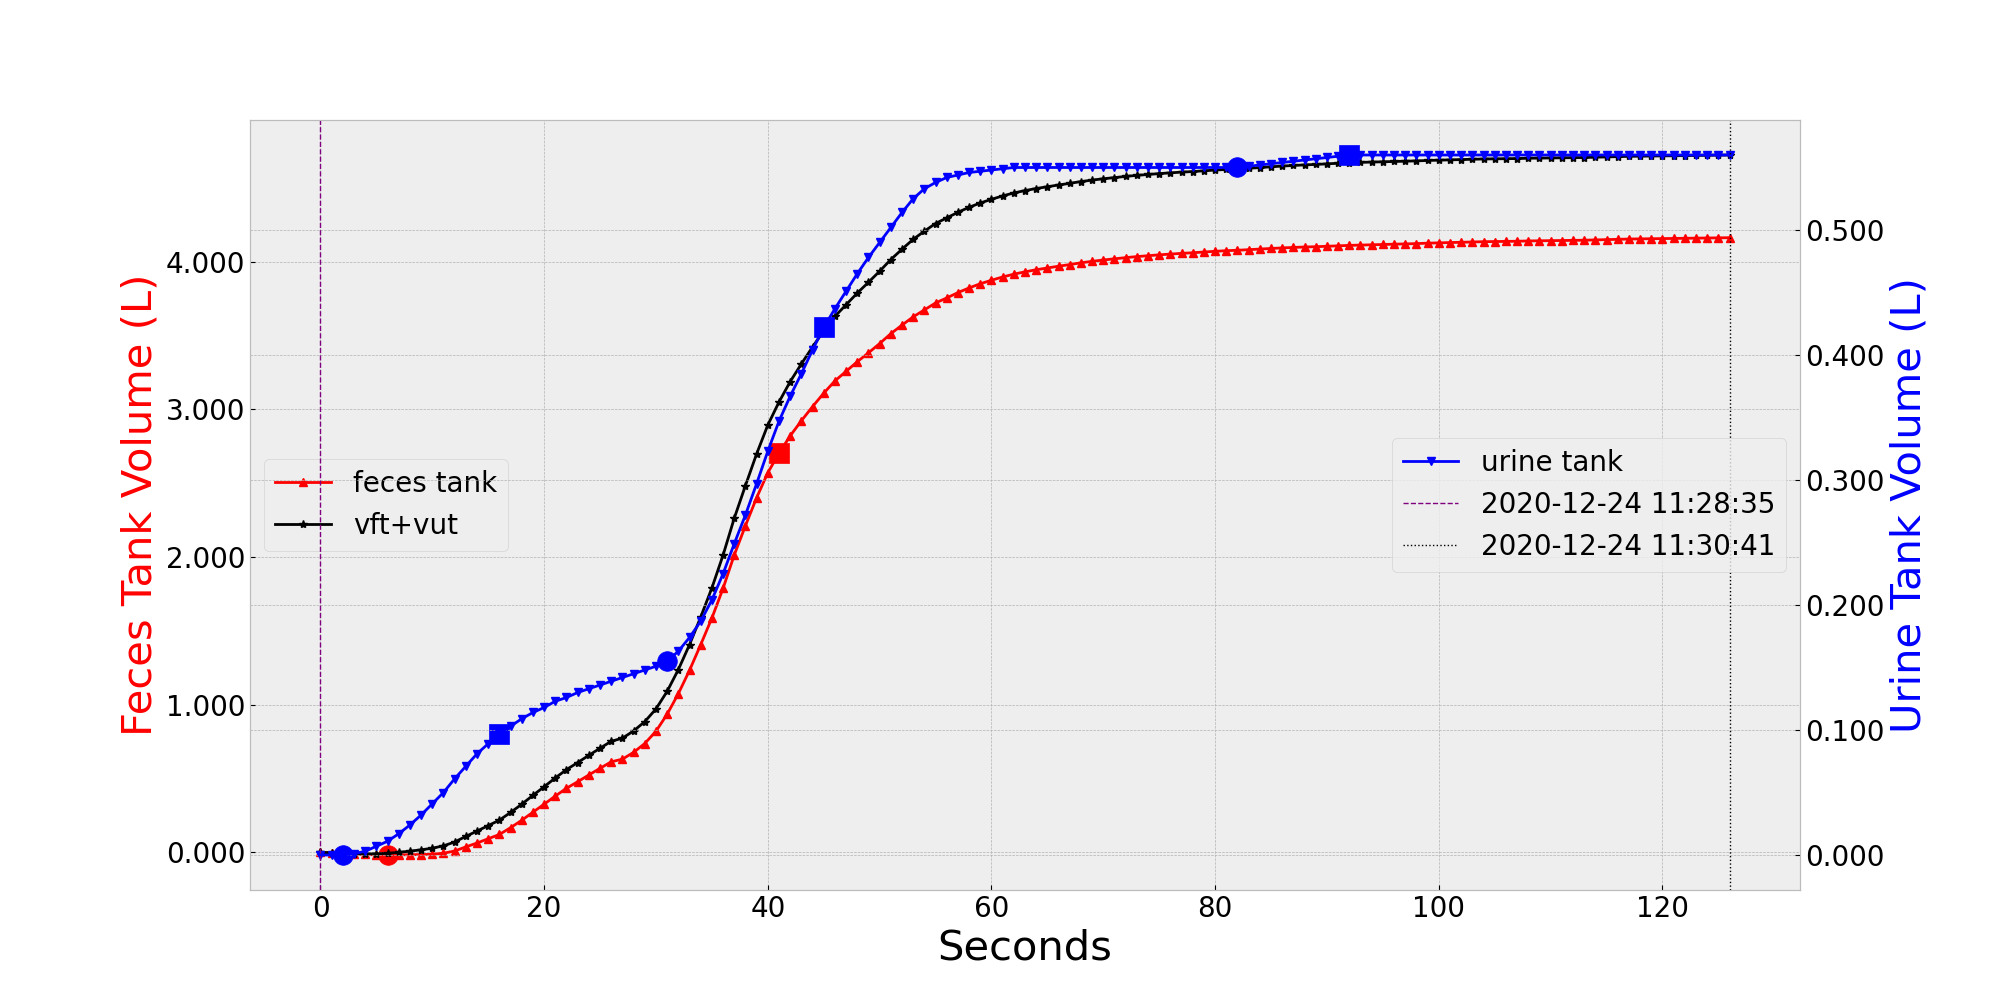 Feces Tank Volume (L)
4.000
3.000
2.000
1.000
0.000
feces tank
vft+vut
0.500
0.400
0.300
0.200
0.100
0.000
Urine Tank Volume (L)
urine tank
2020-12-24 11:28:35
2020-12-24 11:30:41
0 20 40 60 80 100 120
Seconds